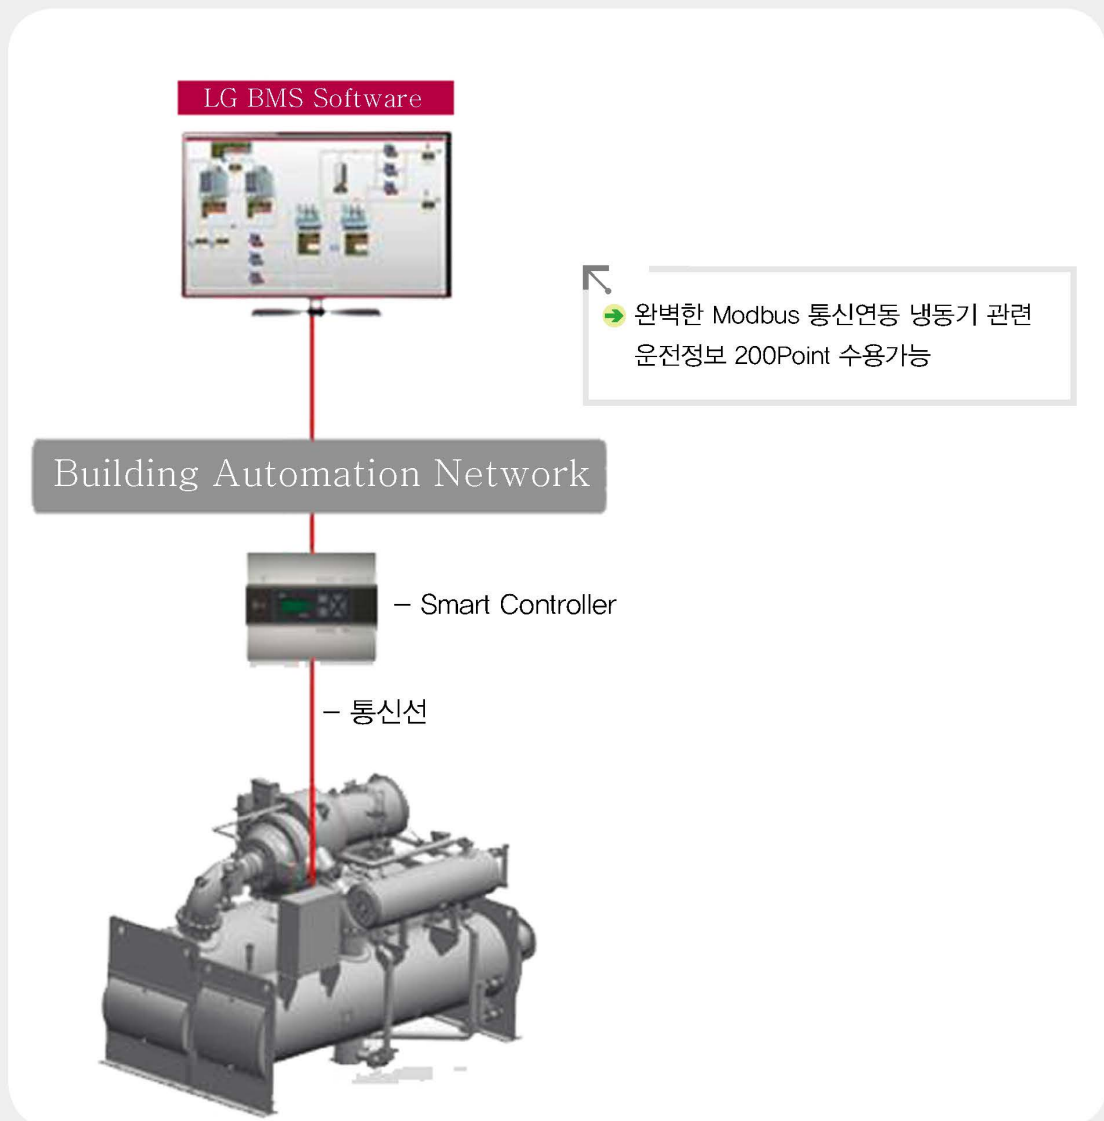 LG BMS Software
완벽한 Modbus 통신연동 냉동기 관련
운전정보 200Point 수용가능
Building Automation Network
– Smart Controller
– 통신선